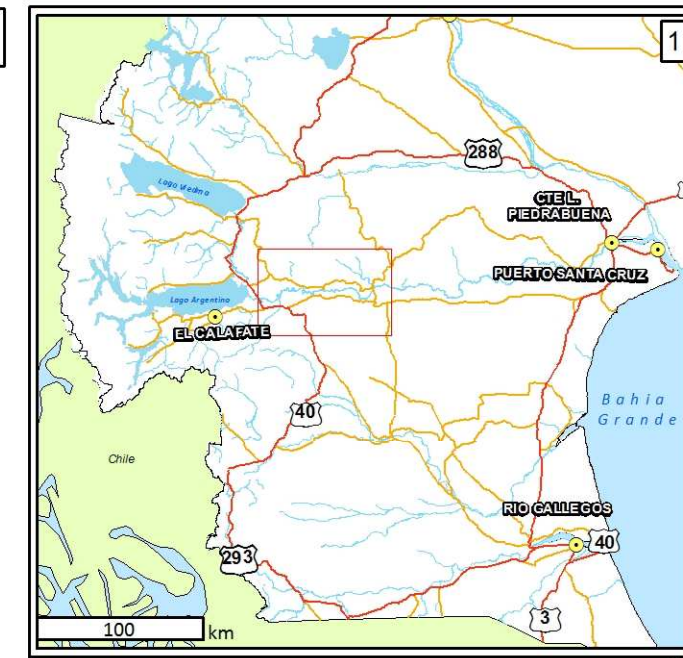 1
288
Lago Viedma
CTE L.
PIEDRABUENA
PUERTO SANTA CRUZ
Lago Argentino
EL CALAFATE
Bahia
Grande
40
Chile
RIO GALLEGOS
40
293
3
100 km